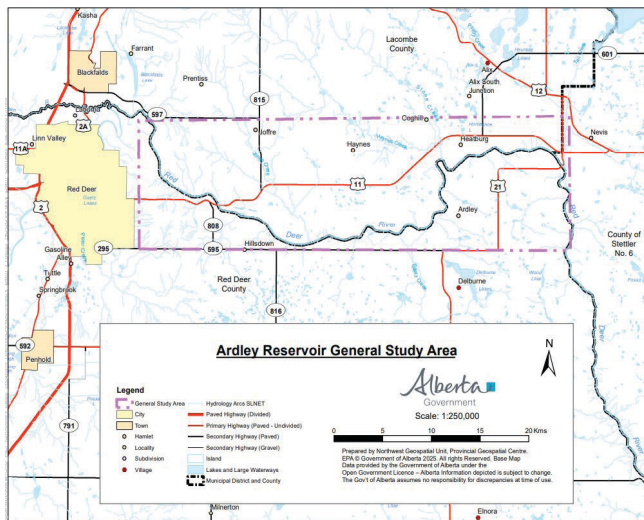 Kasha
Farrant
Blackfalds
Prentiss
Lacombe
County
601
Alix
Alix South
Junction
12
815
2A
597
Joffre
Coghill
Linn Valley
11A
Haynes
Heatburg
Nevis
Red Deer
Red
11
21
2
808
Deer
River
Ardley
Red
County of
Stettler
No. 6
Gasoline
Alley
295
595
Hillsdown
Tuttle
Springbrook
Red Deer
County
Delburne
816
592
Penhold
Deer
791
River
Ardley Reservoir General Study Area
N
Alberta
Government
Scale: 1:250,000
0 5 10 15 20 Kms
Legend
General Study Area
City
Town
Hamlet
Locality
Subdivision
Village
Hydrology Arcs SLNET
Paved Highway (Divided)
Primary Highway (Paved - Undivided)
Secondary Highway (Paved)
Secondary Highway (Gravel)
Island
Lakes and Large Waterways
Municipal District and County
Prepared by Northwest Geospatial Unit, Provincial Geospatial Centre.
EPA © Government of Alberta 2025. All rights Reserved. Base Map
Data provided by the Government of Alberta under the
Open Government Licence – Alberta Information depicted is subject to change.
The Gov't of Alberta assumes no responsibility for discrepancies at time of use.
Milnerton
Elnora